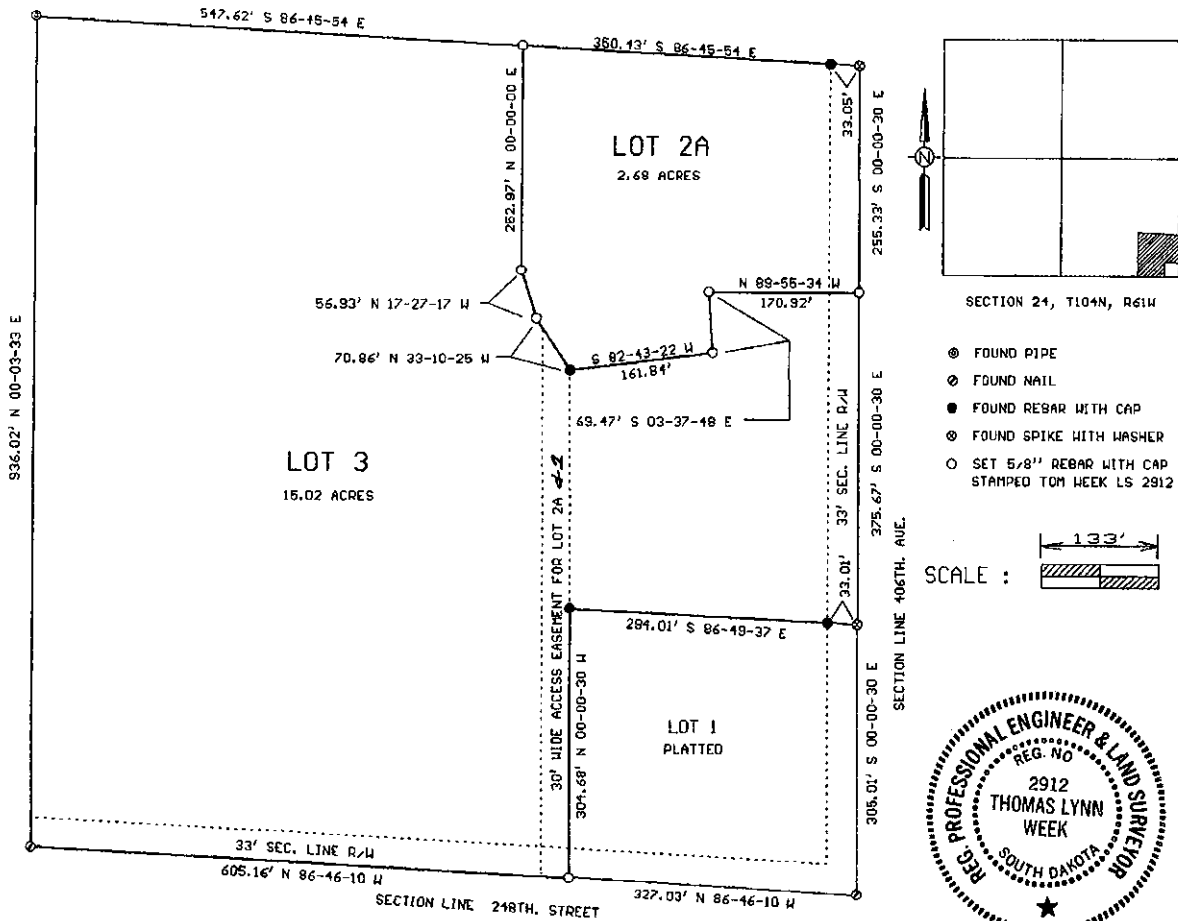 547.62' S 86-45-54 E
350.43' S 86-45-54 E
33.05'
255.33' S 00-00-30 E
262.97' N 00-00-00 E
LOT 2A
2.68 ACRES
N
SECTION 24, T104N, R61W
N 89-55-34 W
170.92'
56.93' N 17-27-17 W
70.86' N 33-10-25 W
S 82-43-22 W
161.84'
69.47' S 03-37-48 E
936.02' N 00-03-33 E
LOT 3
15.02 ACRES
30' WIDE ACCESS EASEMENT FOR LOT 2A
33' SEC. LINE R/W
375.67' S 00-00-30 E
33.01'
SECTION LINE 406TH. AVE.
FOUND PIPE
FOUND NAIL
FOUND REBAR WITH CAP
FOUND SPIKE WITH WASHER
SET 5/8'' REBAR WITH CAP
STAMPED TOM WEEK LS 2912
SCALE :
133'
284.01' S 86-49-37 E
LOT 1
PLATTED
304.68' N 00-00-30 W
306.01' S 00-00-30 E
33' SEC. LINE R/W
605.16' N 86-46-10 W
327.03' N 86-46-10 W
SECTION LINE 248TH. STREET
REG. PROFESSIONAL ENGINEER & LAND SURVEYOR
REG. NO
2912
THOMAS LYNN
WEEK
SOUTH DAKOTA